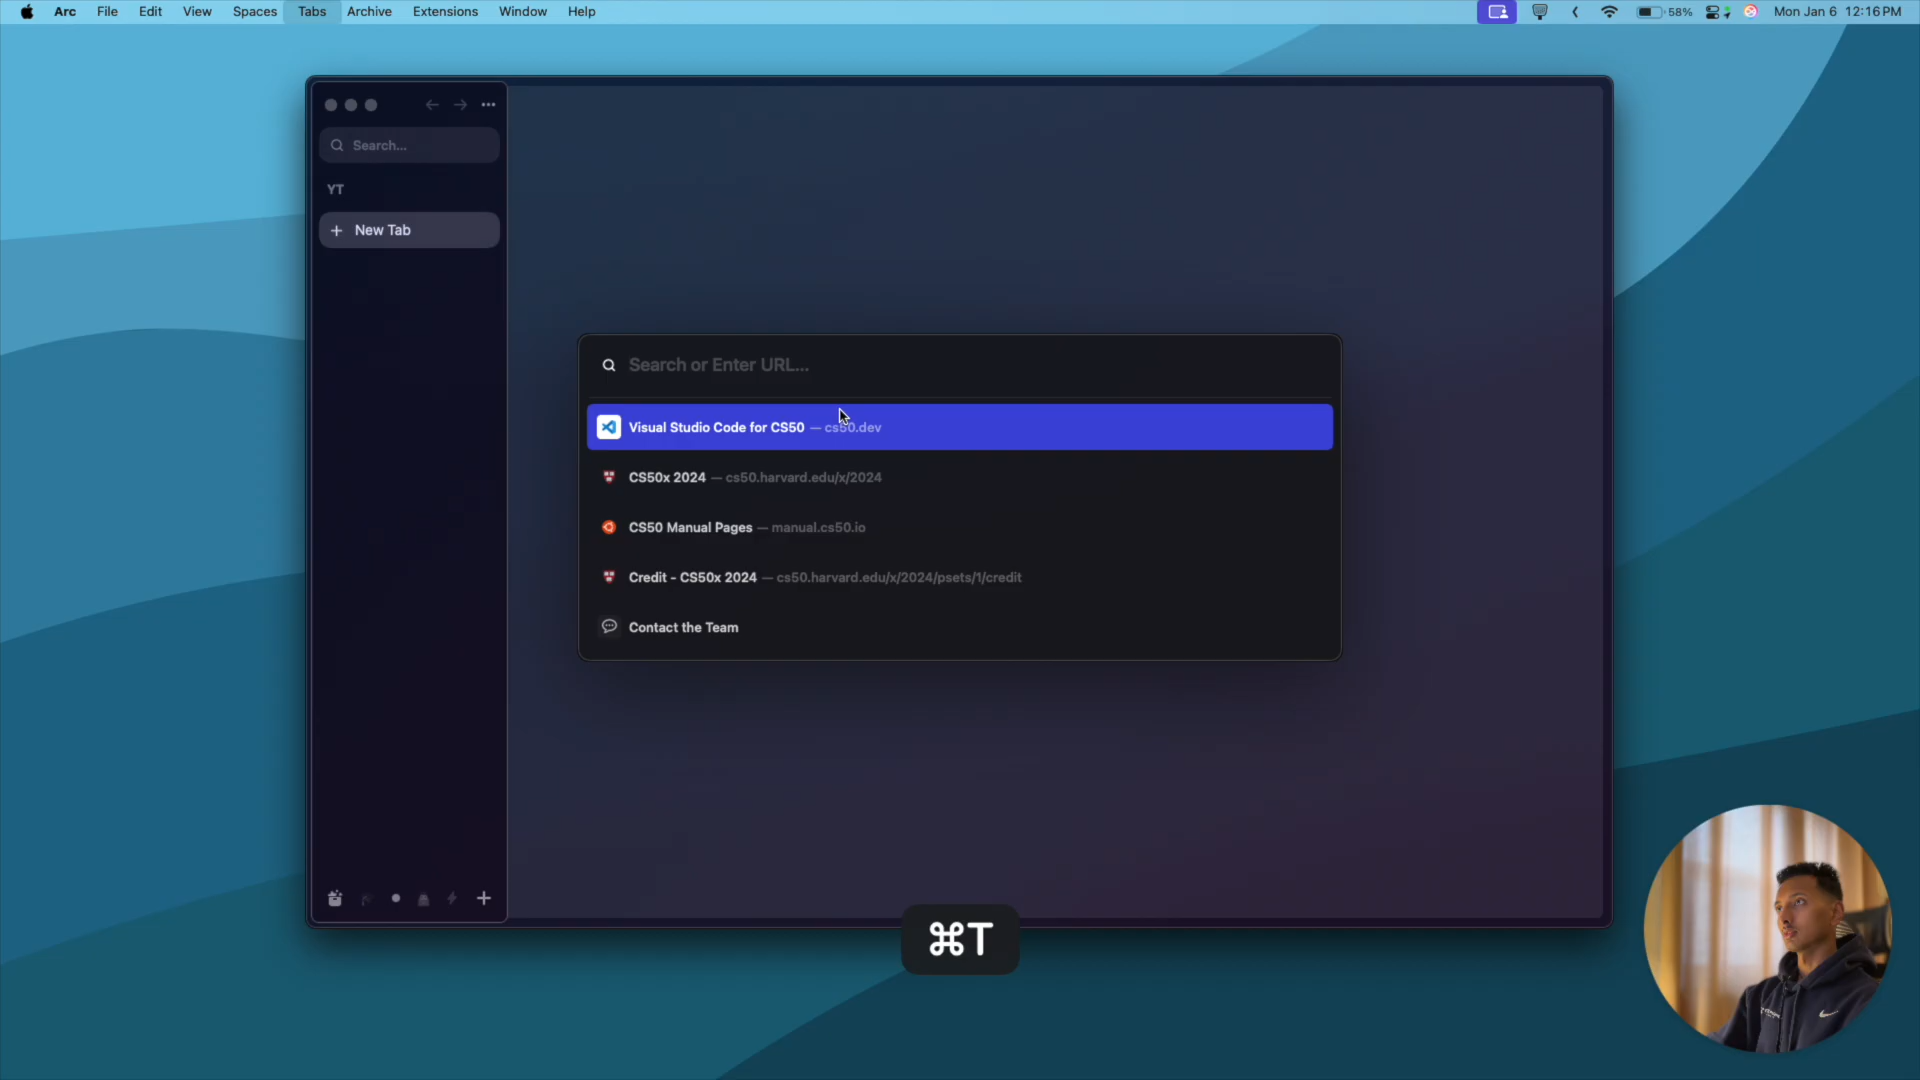 Arc File Edit View Spaces Tabs Archive Extensions Window Help 58% Mon Jan 6 12:16 PM
Search...
YT
+ New Tab
Search or Enter URL...
Visual Studio Code for CS50 — cs50.dev
CS50x 2024 — cs50.harvard.edu/x/2024
CS50 Manual Pages — manual.cs50.io
Credit - CS50x 2024 — cs50.harvard.edu/x/2024/psets/1/credit
Contact the Team
⌘T